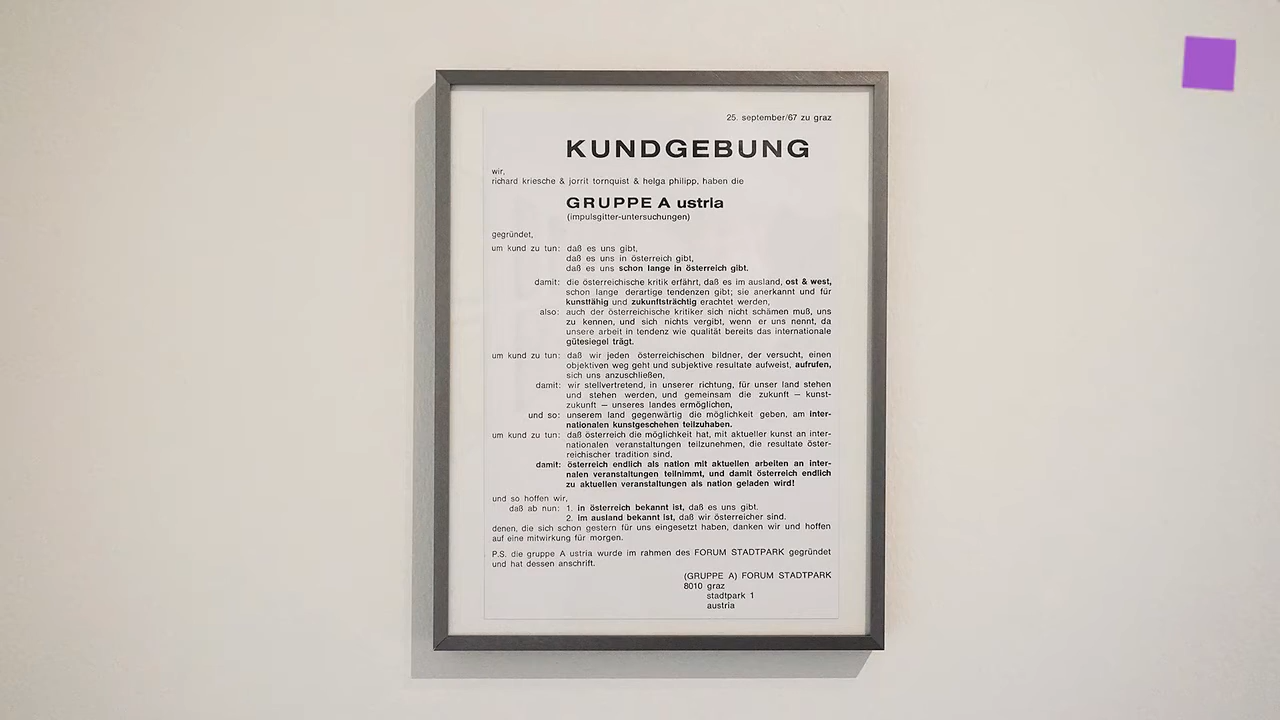 25. september/67 zu graz
KUNDGEBUNG
wir,
richard kriesche & jorrit tornquist & helga philipp, haben die
GRUPPE A ustria
(impulsgitter-untersuchungen)
gegründet,
um kund zu tun: daß es uns gibt,
daß es uns in österreich gibt,
daß es uns schon lange in österreich gibt.
damit: die österreichische kritik erfährt, daß es im ausland, ost & west,
schon lange derartige tendenzen gibt; sie anerkannt und für
kunstfähig und zukunftsträchtig erachtet werden,
also: auch der österreichische kritiker sich nicht schämen muß, uns
zu kennen, und sich nichts vergibt, wenn er uns nennt, da
unsere arbeit in tendenz wie qualität bereits das internationale
gütesiegel trägt.
um kund zu tun: daß wir jeden österreichischen bildner, der versucht, einen
objektiven weg geht und subjektive resultate aufweist, aufrufen,
sich uns anzuschließen,
damit: wir stellvertretend, in unserer richtung, für unser land stehen
und stehen werden, und gemeinsam die zukunft — kunst-
zukunft — unseres landes ermöglichen,
und so: unserem land gegenwärtig die möglichkeit geben, am inter-
nationalen kunstgeschehen teilzuhaben.
um kund zu tun: daß österreich die möglichkeit hat, mit aktueller kunst an inter-
nationalen veranstaltungen teilzunehmen, die resultate öster-
reichischer tradition sind,
damit: österreich endlich als nation mit aktuellen arbeiten an inter-
nalen veranstaltungen teilnimmt, und damit österreich endlich
zu aktuellen veranstaltungen als nation geladen wird!
und so hoffen wir,
daß ab nun: 1. in österreich bekannt ist, daß es uns gibt.
2. im ausland bekannt ist, daß wir österreicher sind.
denen, die sich schon gestern für uns eingesetzt haben, danken wir und hoffen
auf eine mitwirkung für morgen.
P.S. die gruppe A ustria wurde im rahmen des FORUM STADTPARK gegründet
und hat dessen anschrift.
(GRUPPE A) FORUM STADTPARK
8010 graz
stadtpark 1
austria